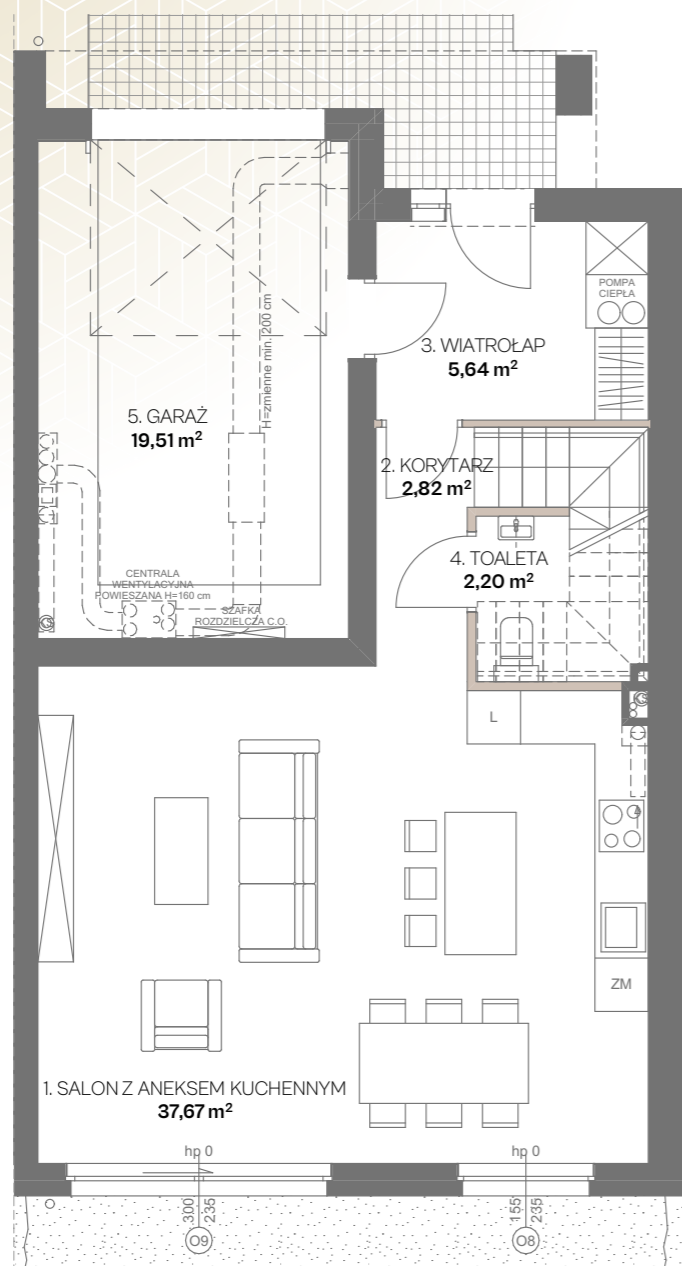 POMPA
CIEPŁA
3. WIATROŁAP
5,64 m²
H=zmienne min. 200 cm
5. GARAŻ
19,51 m²
2. KORYTARZ
2,82 m²
4. TOALETA
2,20 m²
CENTRALA
WENTYLACYJNA
POWIESZANA H=160 cm
SZAFKA
ROZDZIELCZA C.O.
KS
KS
L
ZM
1. SALON Z ANEKSEM KUCHENNYM
37,67 m²
hp 0
hp 0
300
235
155
235
O9
O8